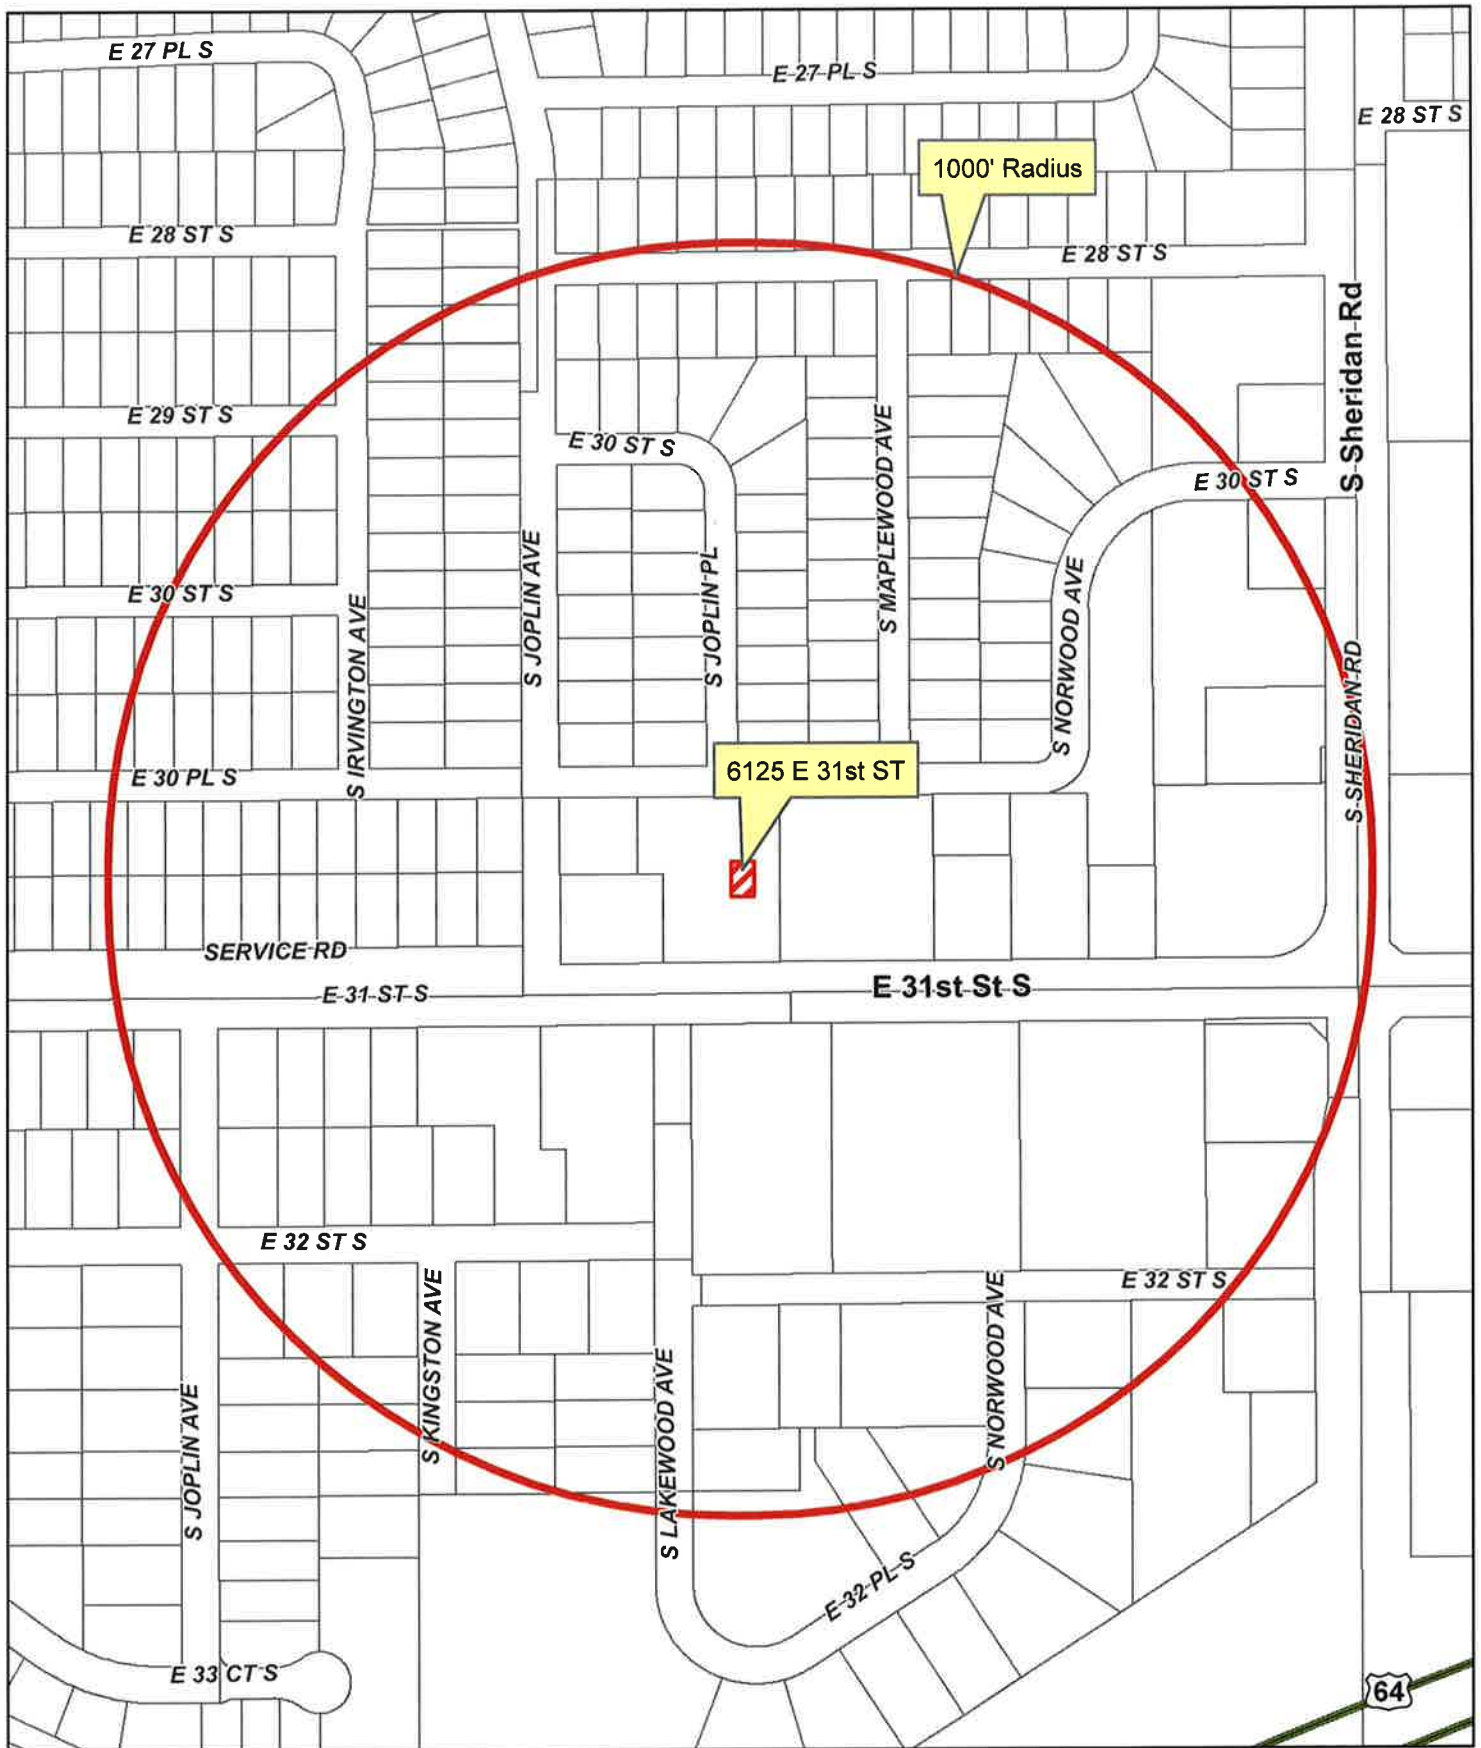 E 27 PL S
E 27 PL S
E 28 ST S
1000' Radius
E 28 ST S
E 28 ST S
S Sheridan Rd
E 29 ST S
E 30 ST S
S MAPLEWOOD AVE
E 30 ST S
S JOPLIN AVE
S JOPLIN PL
S NORWOOD AVE
E 30 ST S
S IRVINGTON AVE
S SHERIDAN RD
E 30 PL S
6125 E 31st ST
SERVICE RD
E 31 ST S
E 31st St S
E 32 ST S
E 32 ST S
S KINGSTON AVE
S NORWOOD AVE
S LAKEWOOD AVE
S JOPLIN AVE
E 32 PL S
E 33 CT S
64